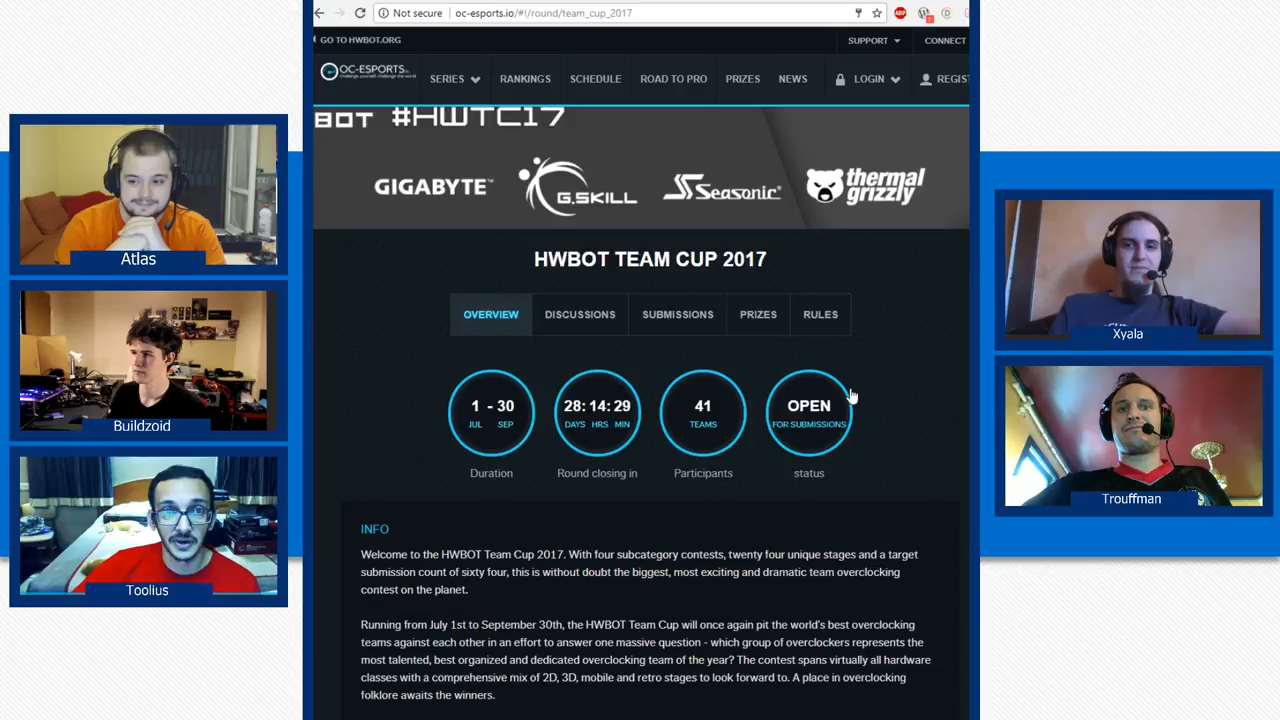 Not secure | oc-esports.io/#!/round/team_cup_2017
ABP
GO TO HWBOT.ORG
SUPPORT
CONNECT
OC-ESPORTS
SERIES
RANKINGS
SCHEDULE
ROAD TO PRO
PRIZES
NEWS
LOGIN
REGIST
BOT #HWTC17
GIGABYTE™
G.SKILL
Seasonic®
thermal
grizzly
HWBOT TEAM CUP 2017
OVERVIEW
DISCUSSIONS
SUBMISSIONS
PRIZES
RULES
1 - 30
JUL SEP
Duration
28: 14: 29
DAYS HRS MIN
Round closing in
41
TEAMS
Participants
OPEN
FOR SUBMISSIONS
status
INFO
Welcome to the HWBOT Team Cup 2017. With four subcategory contests, twenty four unique stages and a target
submission count of sixty four, this is without doubt the biggest, most exciting and dramatic team overclocking
contest on the planet.
Running from July 1st to September 30th, the HWBOT Team Cup will once again pit the world's best overclocking
teams against each other in an effort to answer one massive question - which group of overclockers represents the
most talented, best organized and dedicated overclocking team of the year? The contest spans virtually all hardware
classes with a comprehensive mix of 2D, 3D, mobile and retro stages to look forward to. A place in overclocking
folklore awaits the winners.
Atlas
Buildzoid
Toolius
Xyala
Trouffman